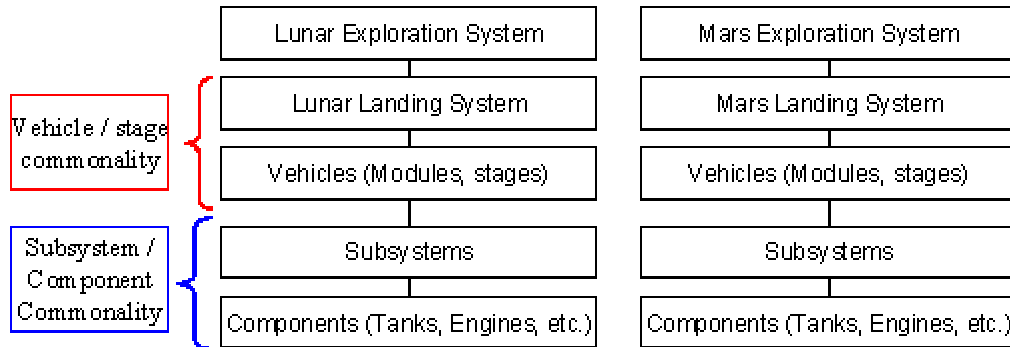 Lunar Exploration System
Mars Exploration System
Lunar Landing System
Mars Landing System
Vehicle / stage
commonality
Vehicles (Modules, stages)
Vehicles (Modules, stages)
Subsystem /
Component
Commonality
Subsystems
Subsystems
Components (Tanks, Engines, etc.)
Components (Tanks, Engines, etc.)